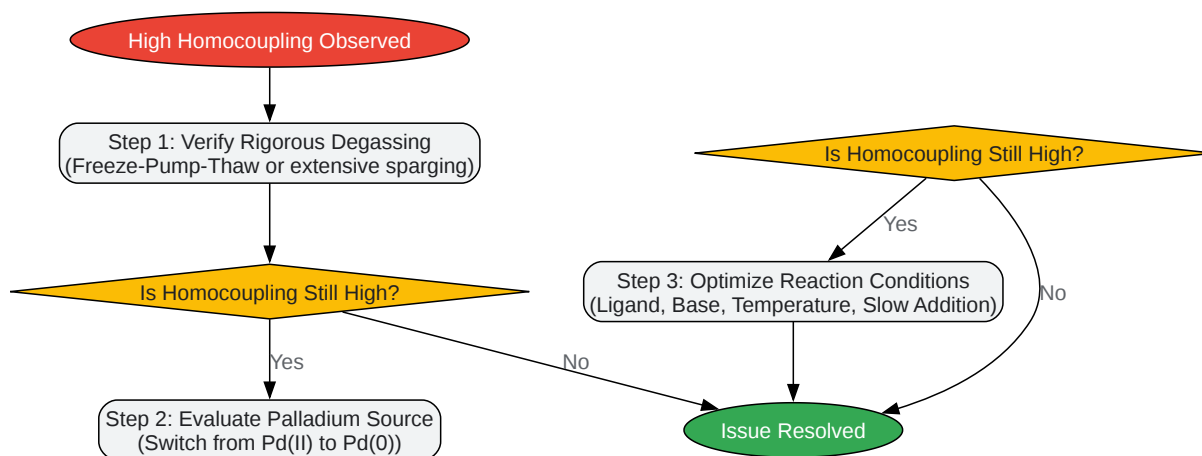 High Homocoupling Observed
Step 1: Verify Rigorous Degassing
(Freeze-Pump-Thaw or extensive sparging)
Is Homocoupling Still High?
Yes
No
Step 2: Evaluate Palladium Source
(Switch from Pd(II) to Pd(0))
Is Homocoupling Still High?
Yes
No
Step 3: Optimize Reaction Conditions
(Ligand, Base, Temperature, Slow Addition)
Issue Resolved